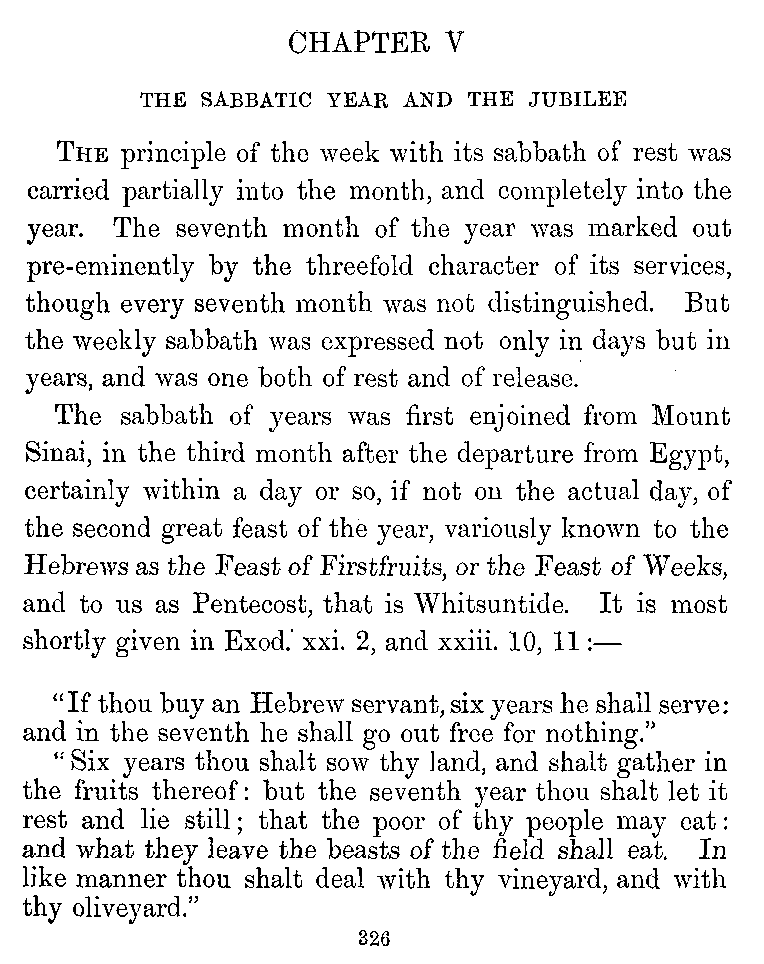 CHAPTER V
THE SABBATIC YEAR AND THE JUBILEE
THE principle of the week with its sabbath of rest was
carried partially into the month, and completely into the
year. The seventh month of the year was marked out
pre-eminently by the threefold character of its services,
though every seventh month was not distinguished. But
the weekly sabbath was expressed not only in days but in
years, and was one both of rest and of release.
The sabbath of years was first enjoined from Mount
Sinai, in the third month after the departure from Egypt,
certainly within a day or so, if not on the actual day, of
the second great feast of the year, variously known to the
Hebrews as the Feast of Firstfruits, or the Feast of Weeks,
and to us as Pentecost, that is Whitsuntide. It is most
shortly given in Exod. xxi. 2, and xxiii. 10, 11:—
"If thou buy an Hebrew servant, six years he shall serve:
and in the seventh he shall go out free for nothing."
"Six years thou shalt sow thy land, and shalt gather in
the fruits thereof: but the seventh year thou shalt let it
rest and lie still; that the poor of thy people may eat:
and what they leave the beasts of the field shall eat. In
like manner thou shalt deal with thy vineyard, and with
thy oliveyard."
326